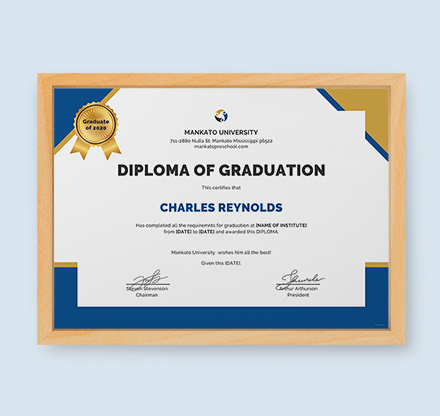 Graduate
of 2020
MANKATO UNIVERSITY
711-2880 Nulla St. Mankato Mississippi 96522
mankatopreschool.com
DIPLOMA OF GRADUATION
This certifies that
CHARLES REYNOLDS
Has completed all the requiremnts for graduation at [NAME OF INSTITUTE]
from [DATE] to [DATE] and awarded this DIPLOMA.
Mankato University wishes him all the best!
Given this [DATE].
Steven Stevenson
Arthur Arthurson
Chairman
President